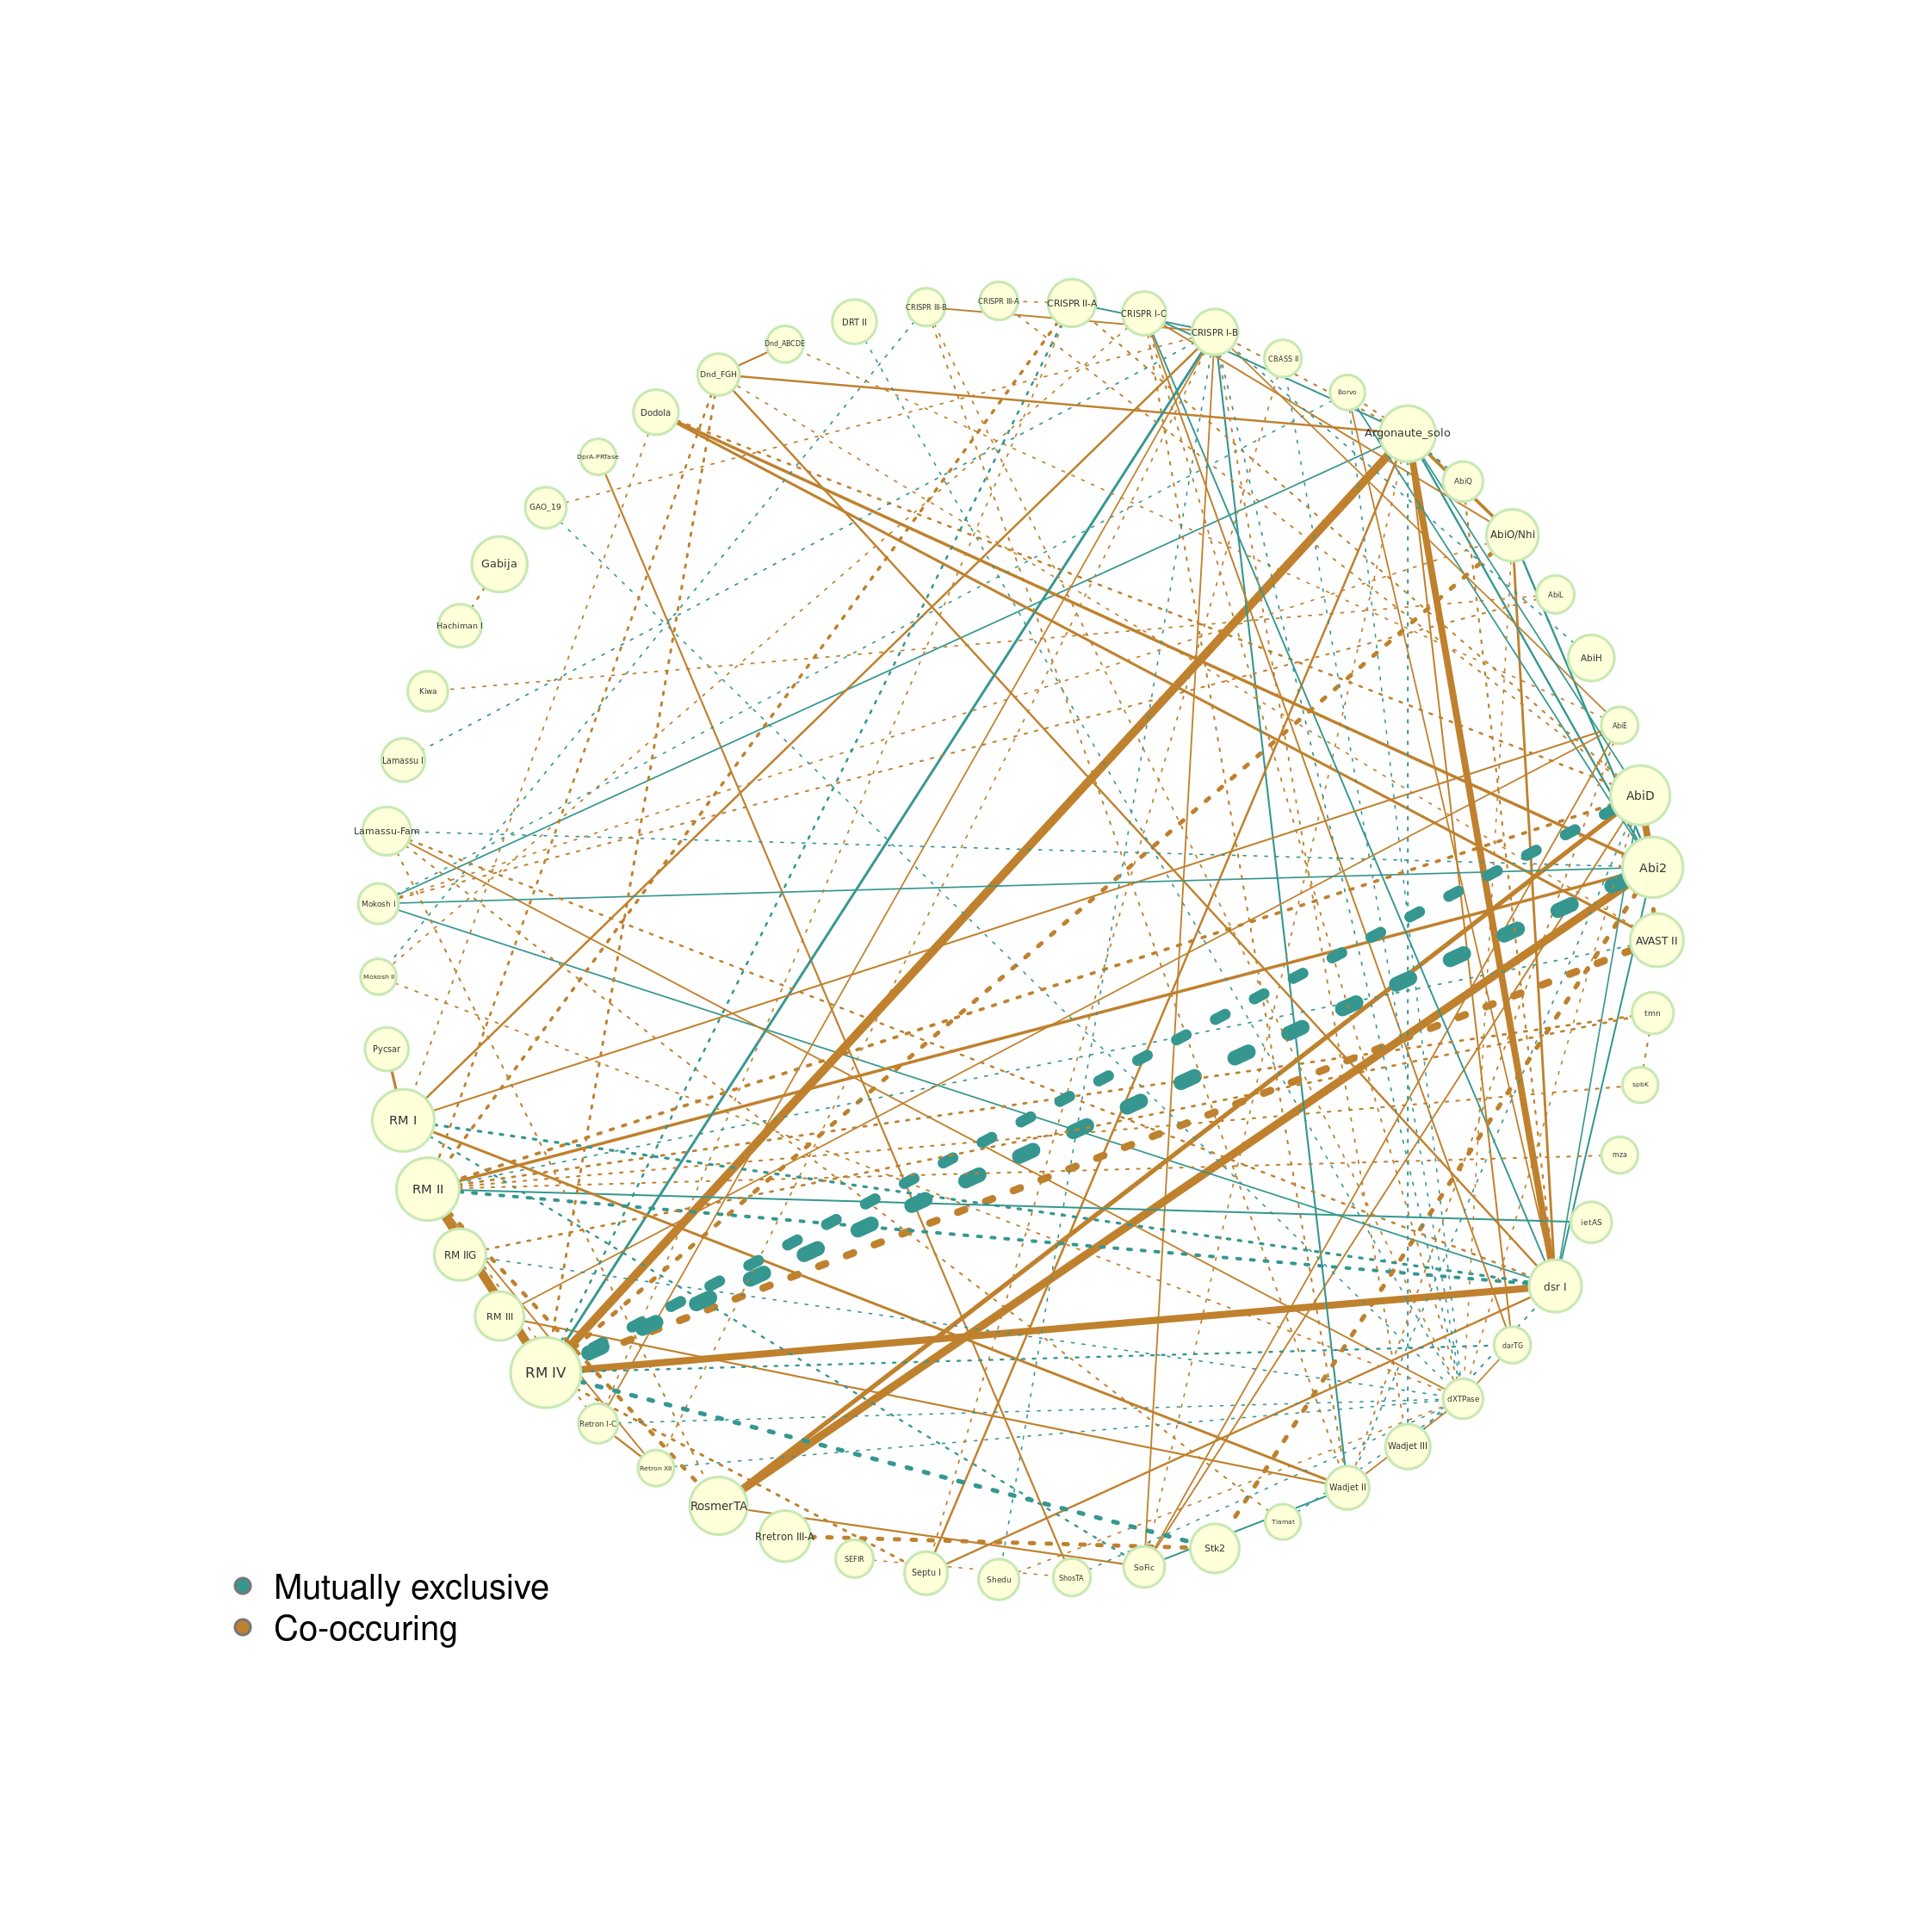 CRISPR III-A
CRISPR II-A
CRISPR III-B
CRISPR I-C
DRT II
CRISPR I-B
Dnd_ABCDE
CBASS II
Dnd_FGH
Borvo
Dodola
Argonaute_solo
DprA-PRTase
AbiQ
GAO_19
AbiO/Nhi
Gabija
AbiL
Hachiman I
AbiH
Kiwa
AbiE
Lamassu I
AbiD
Lamassu-Fam
Abi2
Mokosh I
AVAST II
Mokosh II
tmn
Pycsar
spbK
RM I
mza
RM II
ietAS
RM IIG
dsr I
RM III
darTG
RM IV
dXTPase
Retron I-C
Wadjet III
Retron XII
Wadjet II
RosmerTA
Tiamat
Rretron III-A
Stk2
SEFIR
SoFic
Septu I
ShosTA
Shedu
Mutually exclusive
Co-occuring